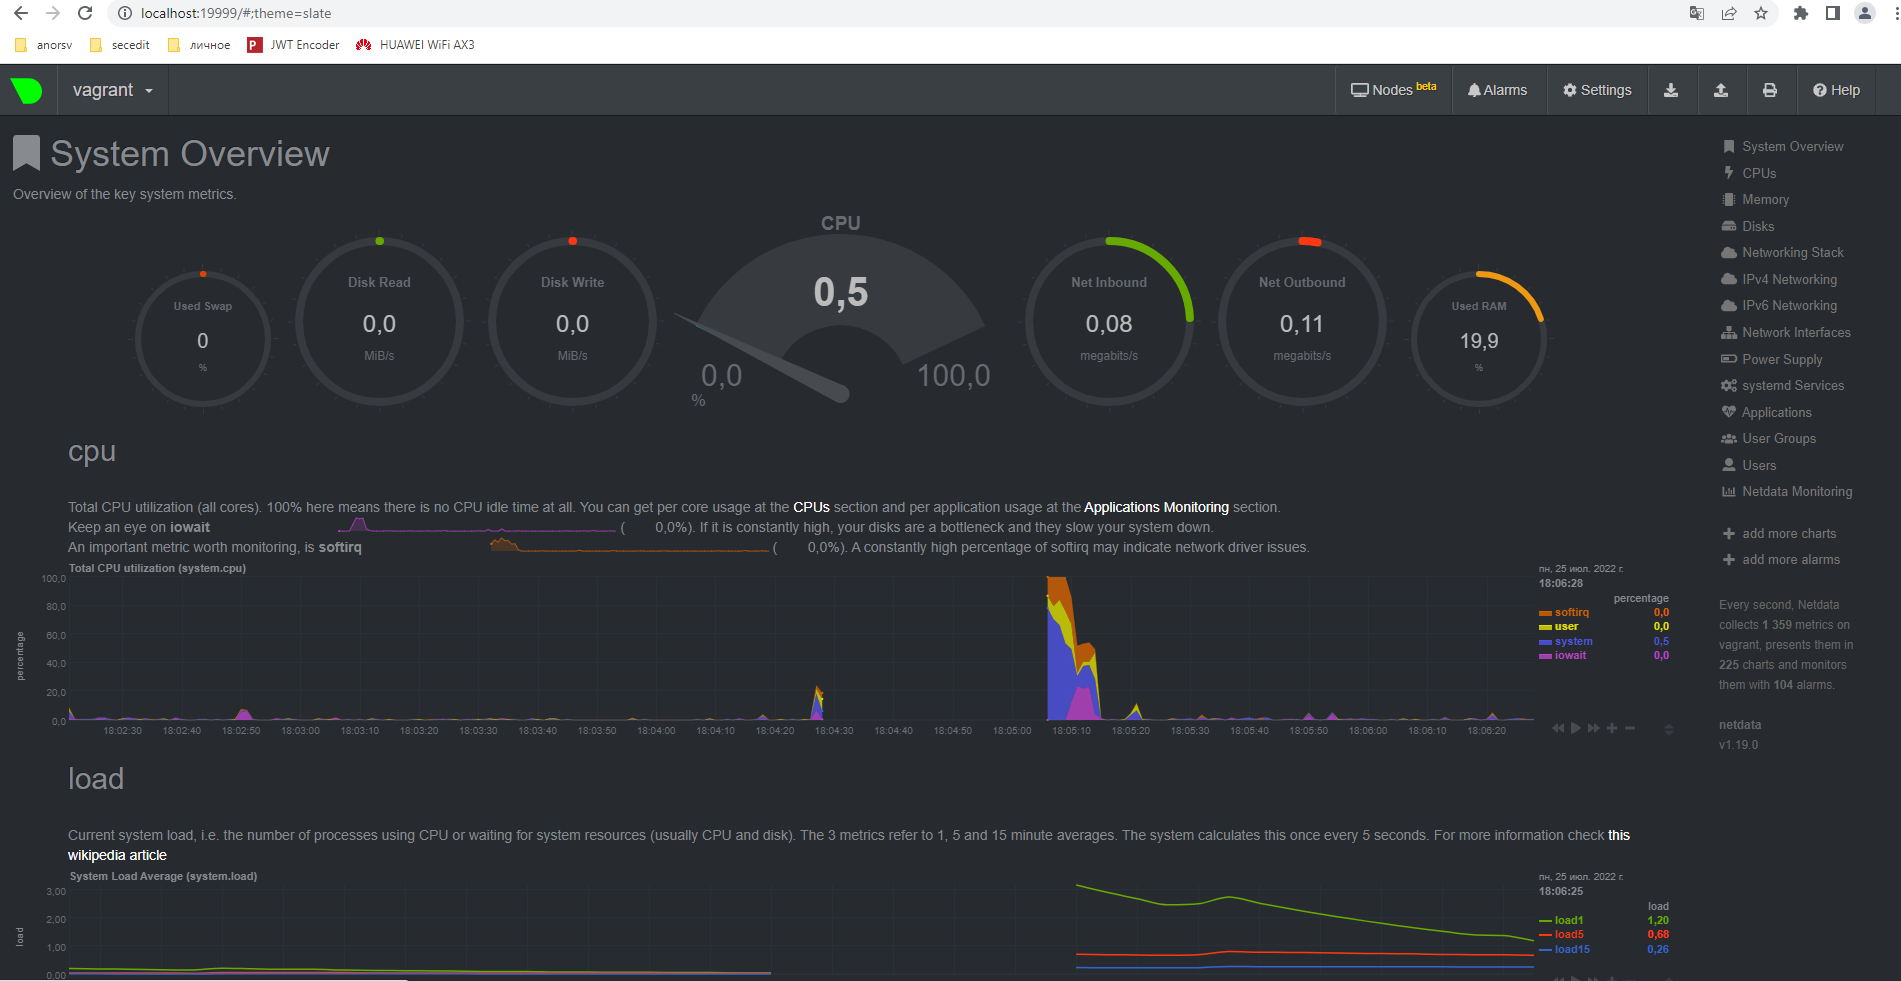 localhost:19999/#;theme=slate
anorsv secedit личное JWT Encoder HUAWEI WiFi AX3
vagrant Nodes beta Alarms Settings Help
System Overview
Overview of the key system metrics.
Used Swap
0
%
Disk Read
0,0
MiB/s
Disk Write
0,0
MiB/s
CPU
0,5
0,0
100,0
%
Net Inbound
0,08
megabits/s
Net Outbound
0,11
megabits/s
Used RAM
19,9
%
cpu
Total CPU utilization (all cores). 100% here means there is no CPU idle time at all. You can get per core usage at the CPUs section and per application usage at the Applications Monitoring section.
Keep an eye on iowait ( 0,0%). If it is constantly high, your disks are a bottleneck and they slow your system down.
An important metric worth monitoring, is softirq ( 0,0%). A constantly high percentage of softirq may indicate network driver issues.
Total CPU utilization (system.cpu)
percentage
100,0
80,0
60,0
40,0
20,0
0,0
18:02:30 18:02:40 18:02:50 18:03:00 18:03:10 18:03:20 18:03:30 18:03:40 18:03:50 18:04:00 18:04:10 18:04:20 18:04:30 18:04:40 18:04:50 18:05:00 18:05:10 18:05:20 18:05:30 18:05:40 18:05:50 18:06:00 18:06:10 18:06:20
пн, 25 июл. 2022 г.
18:06:28
percentage
softirq 0,0
user 0,0
system 0,5
iowait 0,0
load
Current system load, i.e. the number of processes using CPU or waiting for system resources (usually CPU and disk). The 3 metrics refer to 1, 5 and 15 minute averages. The system calculates this once every 5 seconds. For more information check this
wikipedia article
System Load Average (system.load)
load
3,00
2,00
1,00
0,00
пн, 25 июл. 2022 г.
18:06:25
load
load1 1,20
load5 0,68
load15 0,26
System Overview
CPUs
Memory
Disks
Networking Stack
IPv4 Networking
IPv6 Networking
Network Interfaces
Power Supply
systemd Services
Applications
User Groups
Users
Netdata Monitoring
add more charts
add more alarms
Every second, Netdata
collects 1 359 metrics on
vagrant, presents them in
225 charts and monitors
them with 104 alarms.
netdata
v1.19.0